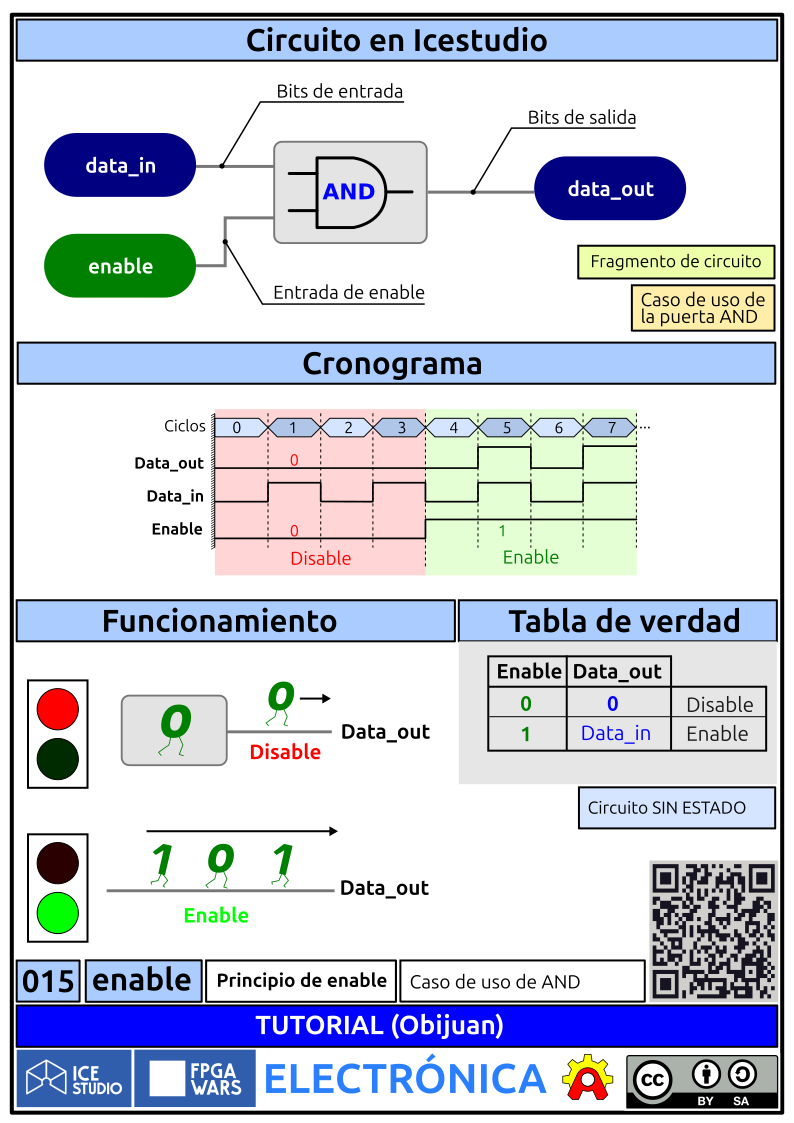 Circuito en Icestudio
Bits de entrada
Bits de salida
data_in
AND
data_out
enable
Fragmento de circuito
Entrada de enable
Caso de uso de
la puerta AND
Cronograma
Ciclos 0 1 2 3 4 5 6 7 ...
Data_out 0
Data_in
Enable 0 1
Disable Enable
Funcionamiento
0 0
Data_out
Disable
1 0 1
Data_out
Enable
Tabla de verdad
Enable Data_out
0 0 Disable
1 Data_in Enable
Circuito SIN ESTADO
015 enable Principio de enable Caso de uso de AND
TUTORIAL (Obijuan)
ICE
STUDIO
FPGA
WARS
ELECTRÓNICA
A
cc
BY SA